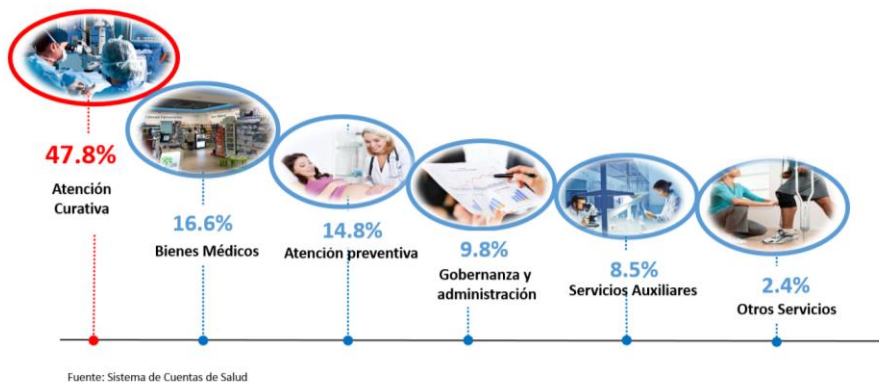 47.8%
Atención
Curativa
16.6%
Bienes Médicos
14.8%
Atención preventiva
9.8%
Gobernanza y
administración
8.5%
Servicios Auxiliares
2.4%
Otros Servicios
Fuente: Sistema de Cuentas de Salud